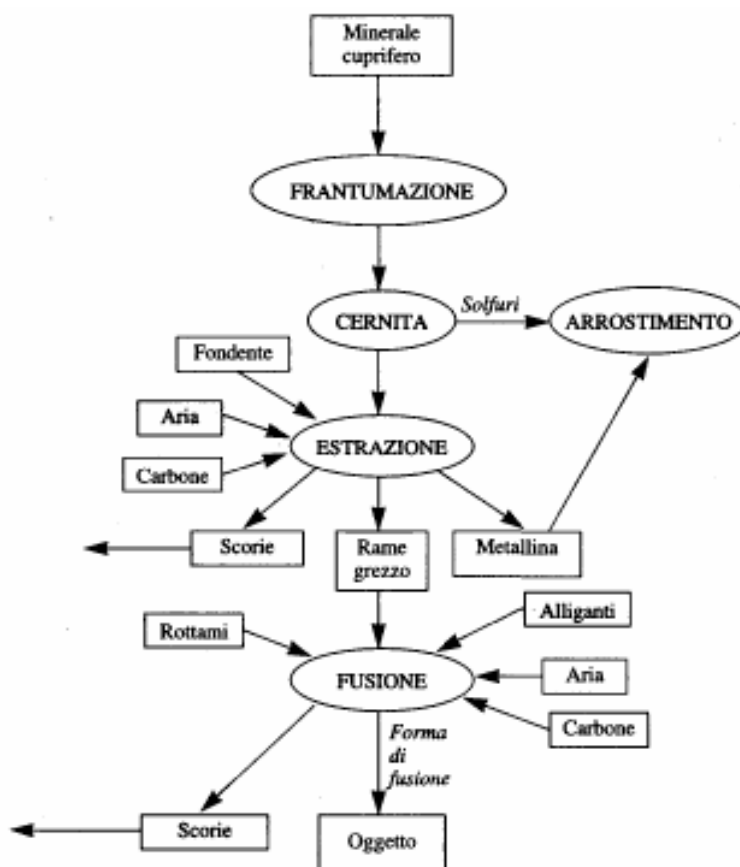 Minerale
cuprifero
FRANTUMAZIONE
CERNITA
Solfuri
ARROSTIMENTO
Fondente
Aria
Carbone
ESTRAZIONE
Scorie
Rame
grezzo
Metallina
Rottami
Alliganti
FUSIONE
Aria
Carbone
Forma
di
fusione
Scorie
Oggetto